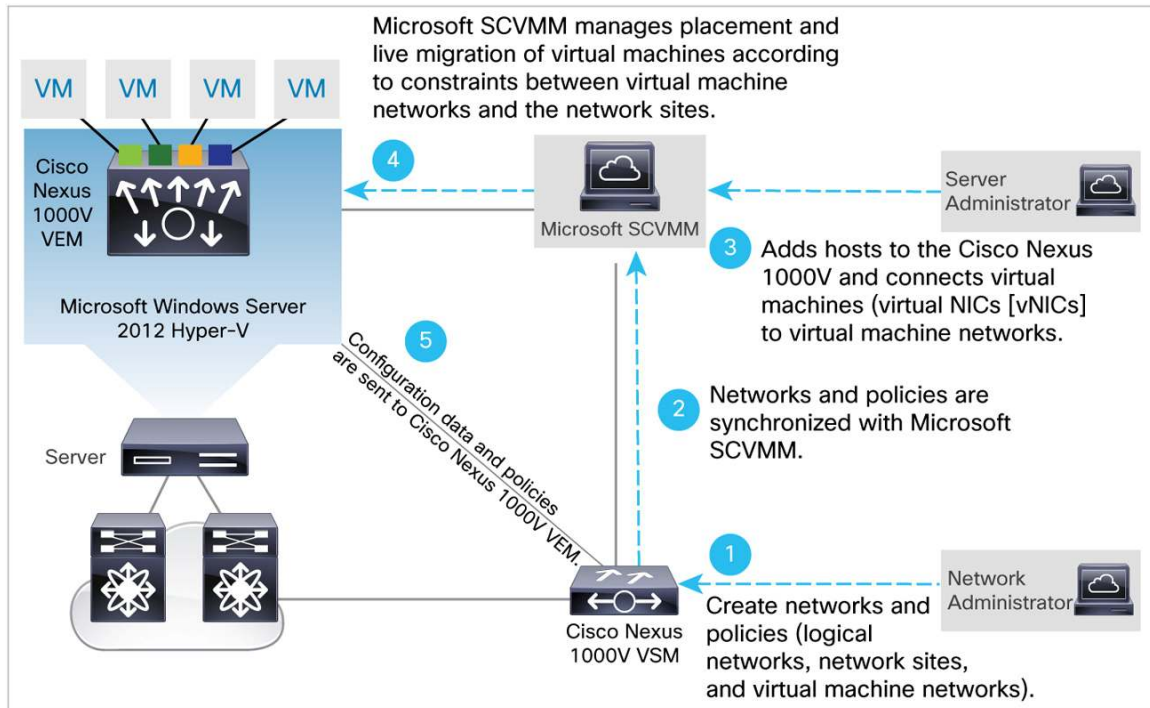 Microsoft SCVMM manages placement and
live migration of virtual machines according
to constraints between virtual machine
networks and the network sites.
VM
VM
VM
VM
Cisco
Nexus
1000V
VEM
Microsoft Windows Server
2012 Hyper-V
4
Microsoft SCVMM
Server
Administrator
3
Adds hosts to the Cisco Nexus
1000V and connects virtual
machines (virtual NICs [vNICs]
to virtual machine networks.
5
Configuration data and policies
are sent to Cisco Nexus 1000V VEM.
2
Networks and policies are
synchronized with Microsoft
SCVMM.
Server
1
Network
Administrator
Create networks and
policies (logical
networks, network sites,
and virtual machine networks).
Cisco Nexus
1000V VSM